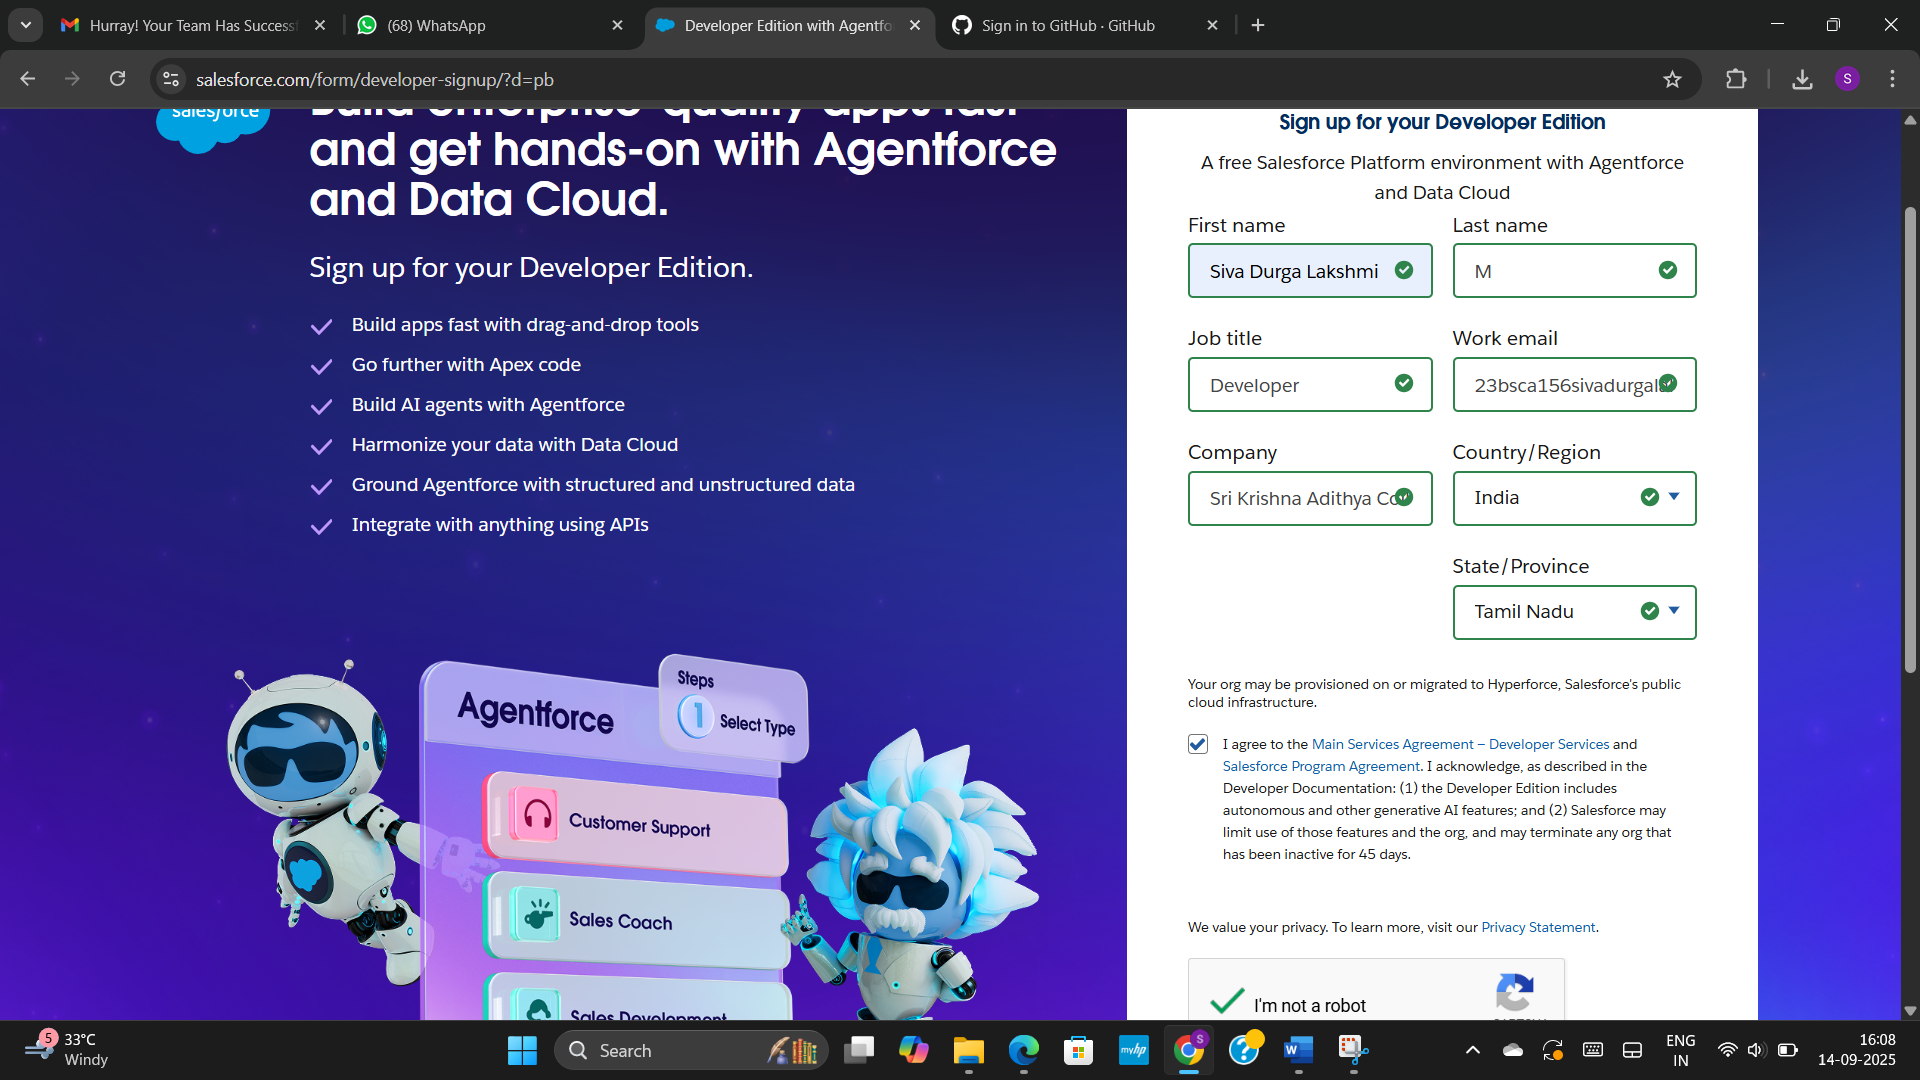 Hurray! Your Team Has Success
(68) WhatsApp
Developer Edition with Agentfo
Sign in to GitHub · GitHub
salesforce.com/form/developer-signup/?d=pb
S
salesforce
Build enterprise-quality apps fast
and get hands-on with Agentforce
and Data Cloud.
Sign up for your Developer Edition.
Build apps fast with drag-and-drop tools
Go further with Apex code
Build AI agents with Agentforce
Harmonize your data with Data Cloud
Ground Agentforce with structured and unstructured data
Integrate with anything using APIs
Agentforce
Steps
1 Select Type
Customer Support
Sales Coach
Sales Development
Sign up for your Developer Edition
A free Salesforce Platform environment with Agentforce
and Data Cloud
First name
Last name
Siva Durga Lakshmi
M
Job title
Work email
Developer
23bsca156sivadurgal
Company
Country/Region
Sri Krishna Adithya Co
India
State/Province
Tamil Nadu
Your org may be provisioned on or migrated to Hyperforce, Salesforce's public
cloud infrastructure.
I agree to the Main Services Agreement – Developer Services and
Salesforce Program Agreement. I acknowledge, as described in the
Developer Documentation: (1) the Developer Edition includes
autonomous and other generative AI features; and (2) Salesforce may
limit use of those features and the org, and may terminate any org that
has been inactive for 45 days.
We value your privacy. To learn more, visit our Privacy Statement.
I'm not a robot
5
33°C
Windy
Search
myhp
S
ENG
IN
16:08
14-09-2025